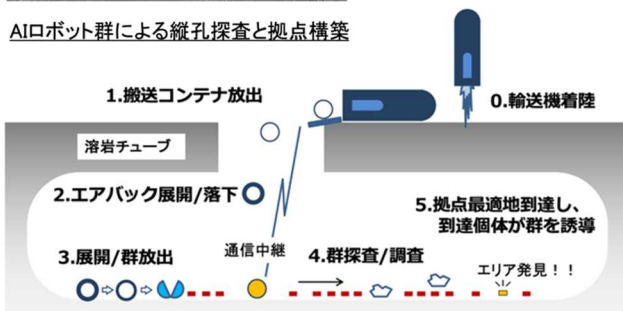 AIロボット群による縦孔探査と拠点構築
1.搬送コンテナ放出
0.輸送機着陸
溶岩チューブ
2.エアバック展開/落下
5.拠点最適地到達し、
到達個体が群を誘導
通信中継
3.展開/群放出
4.群探査/調査
エリア発見！！